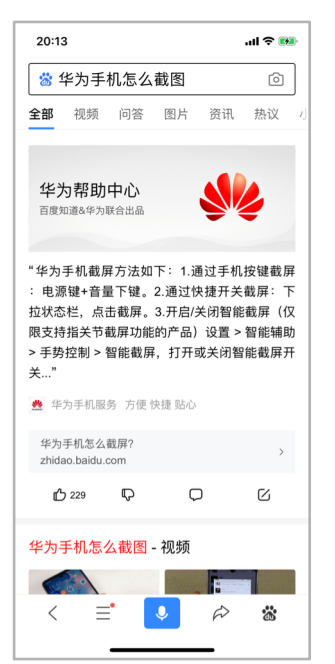 20:13
华为手机怎么截图
全部 视频 问答 图片 资讯 热议
华为帮助中心
百度知道&华为联合出品
“华为手机截屏方法如下：1.通过手机按键截屏
：电源键+音量下键。2.通过快捷开关截屏：下
拉状态栏，点击截屏。3.开启/关闭智能截屏（仅
限支持指关节截屏功能的产品）设置 > 智能辅助
> 手势控制 > 智能截屏，打开或关闭智能截屏开
关...”
华为手机服务 方便 快捷 贴心
华为手机怎么截屏?
zhidao.baidu.com
229
华为手机怎么截图 - 视频
du